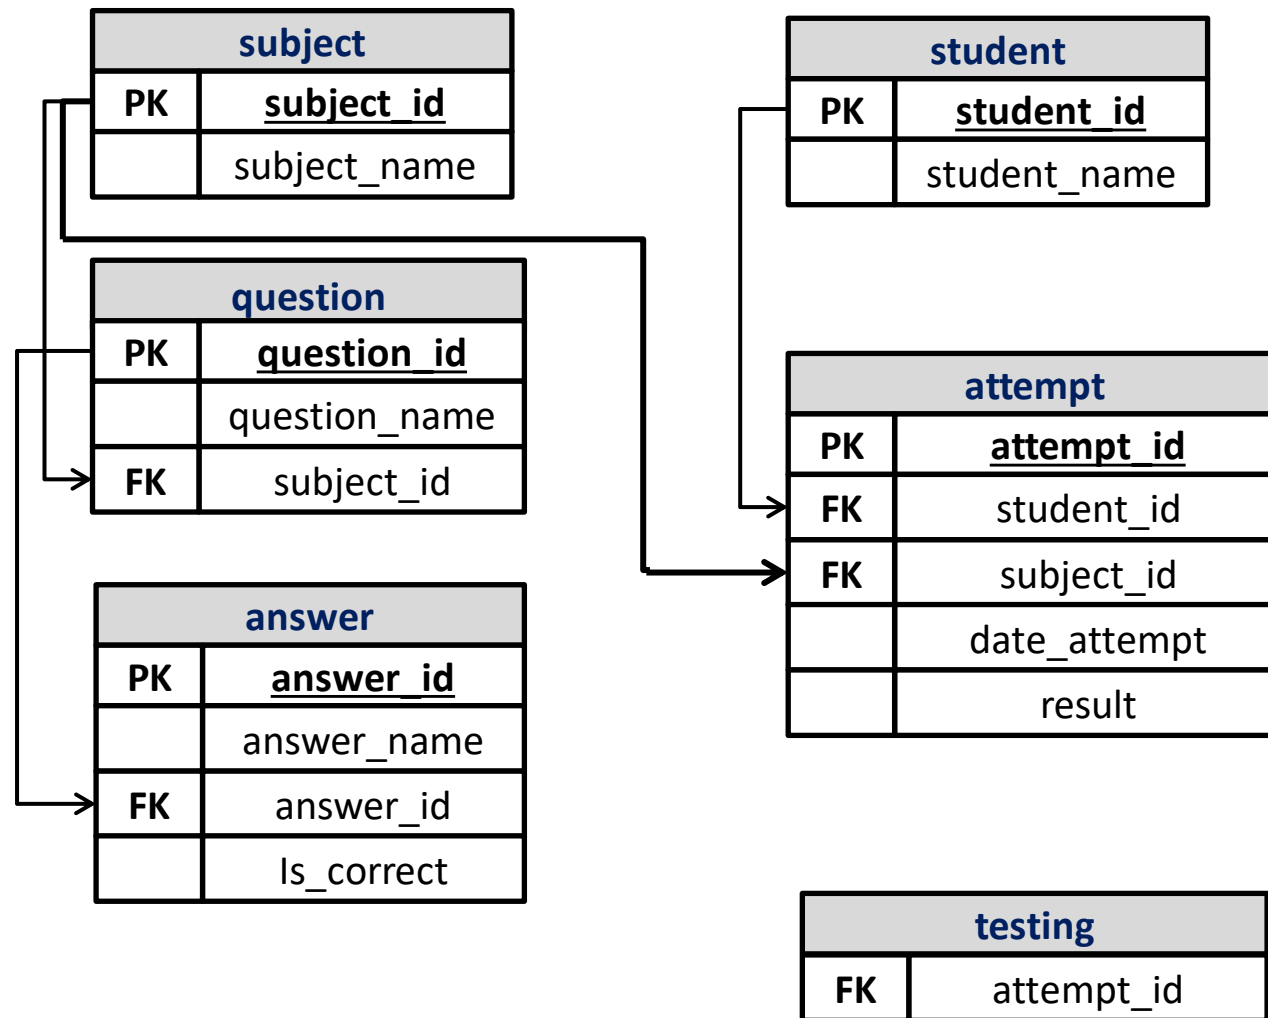 subject
PK subject_id
subject_name
question
PK question_id
question_name
FK subject_id
answer
PK answer_id
answer_name
FK answer_id
Is_correct
student
PK student_id
student_name
attempt
PK attempt_id
FK student_id
FK subject_id
date_attempt
result
testing
FK attempt_id